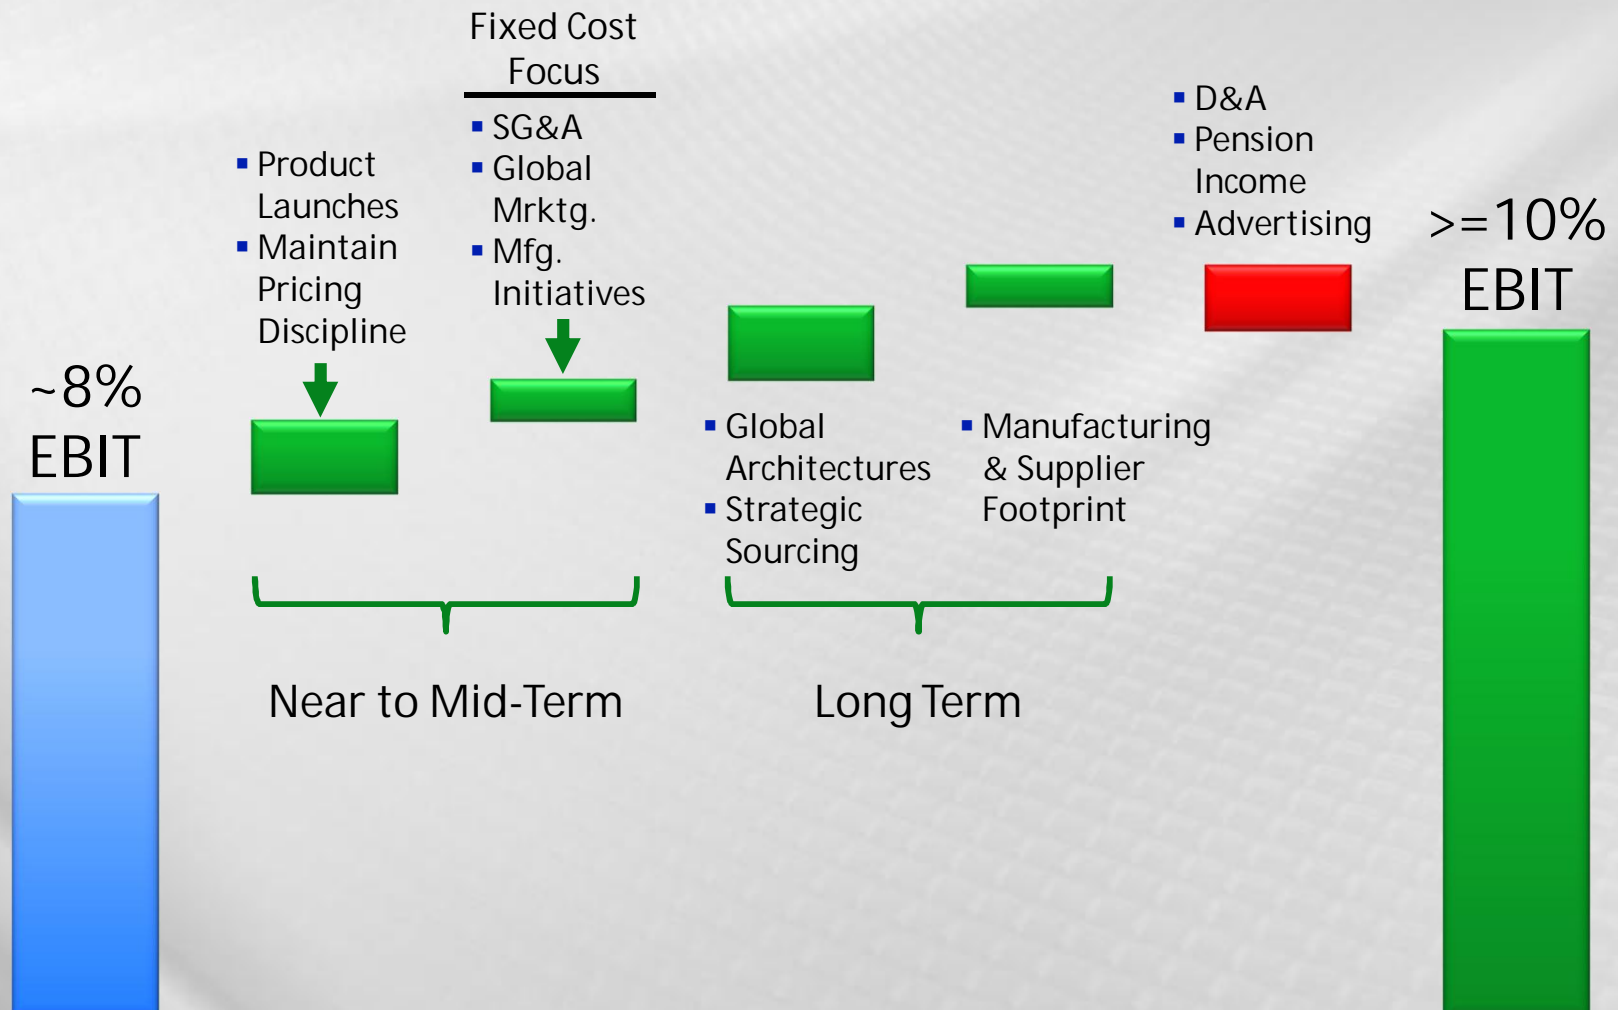 ~8%
EBIT
▪ Product
Launches
▪ Maintain
Pricing
Discipline
Fixed Cost
Focus
▪ SG&A
▪ Global
Mrktg.
▪ Mfg.
Initiatives
Near to Mid-Term
▪ Global
Architectures
▪ Strategic
Sourcing
▪ Manufacturing
& Supplier
Footprint
Long Term
▪ D&A
▪ Pension
Income
▪ Advertising
>=10%
EBIT